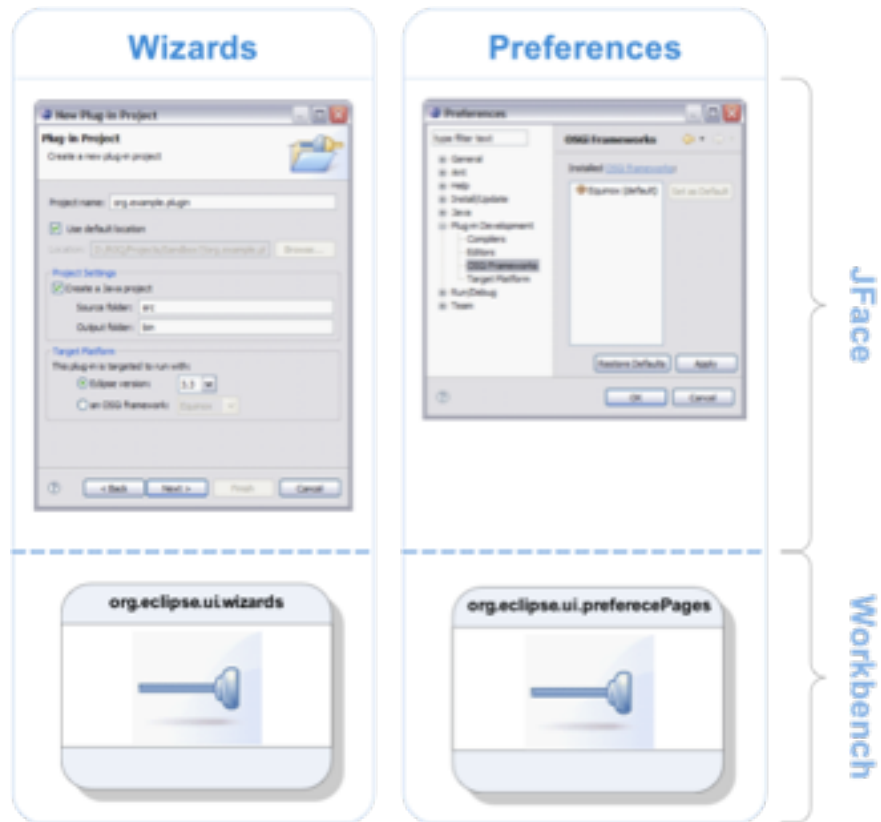 Wizards
Preferences
New Plug-in Project
Plug-in Project
Create a new plug-in project
Project name: org.example.plugin
Use default location
Browse...
Project Settings
Create a Java project
Source folder: src
Output folder: bin
Target Platform
This plug-in is targeted to run with:
Eclipse version: 3.3
an OSGi framework: Equinox
< Back Next > Finish Cancel
Preferences
type filter text
OSGi Frameworks
General
Ant
Help
Install/Update
Java
Plug-in Development
Compilers
Editors
OSGi Frameworks
Target Platform
Run/Debug
Team
Installed OSGi Frameworks:
Equinox (default)
Set as Default
Restore Defaults Apply
OK Cancel
JFace
org.eclipse.ui.wizards
org.eclipse.ui.preferecePages
Workbench